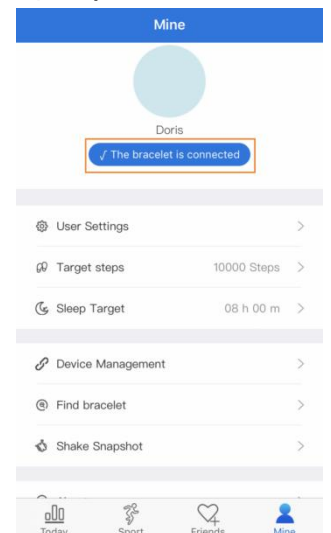 Mine
Doris
√ The bracelet is connected
User Settings
Target steps 10000 Steps
Sleep Target 08 h 00 m
Device Management
Find bracelet
Shake Snapshot
Today Sport Friends Mine